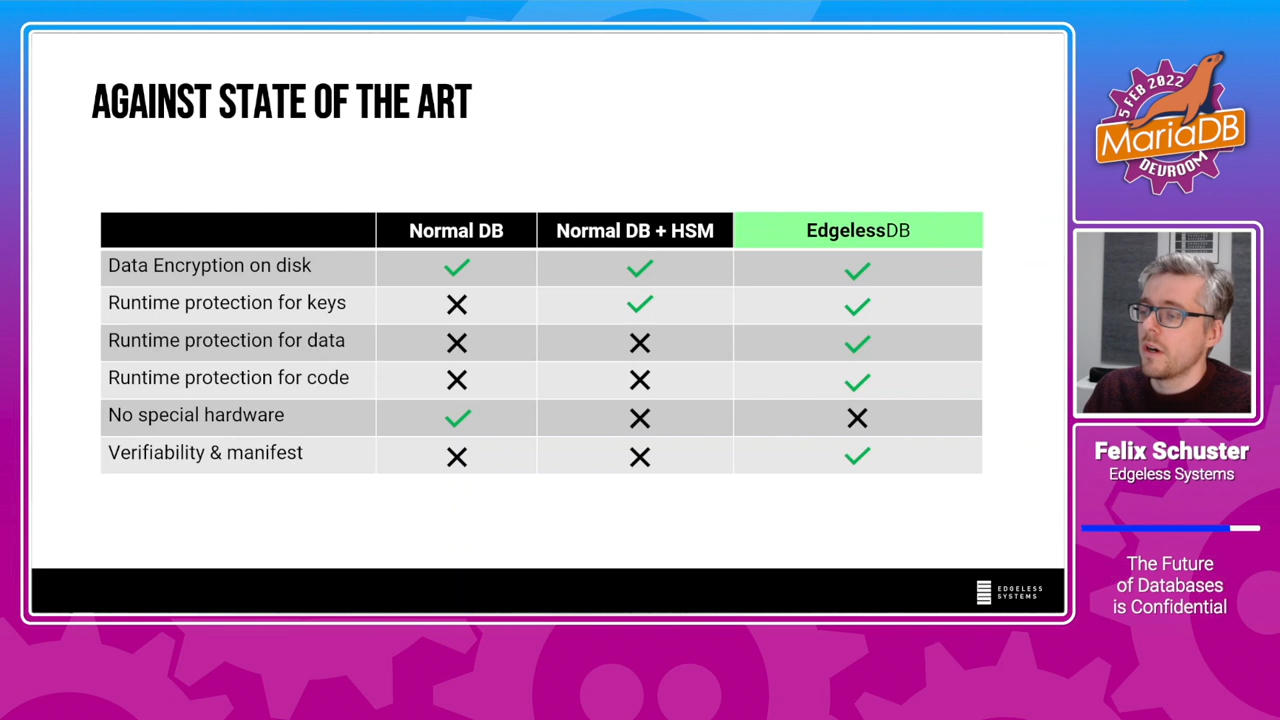 AGAINST STATE OF THE ART
Normal DB Normal DB + HSM EdgelessDB
Data Encryption on disk
Runtime protection for keys
Runtime protection for data
Runtime protection for code
No special hardware
Verifiability & manifest
EDGELESS
SYSTEMS
5 FEB 2022
MariaDB
DEVROOM
Felix Schuster
Edgeless Systems
The Future
of Databases
is Confidential